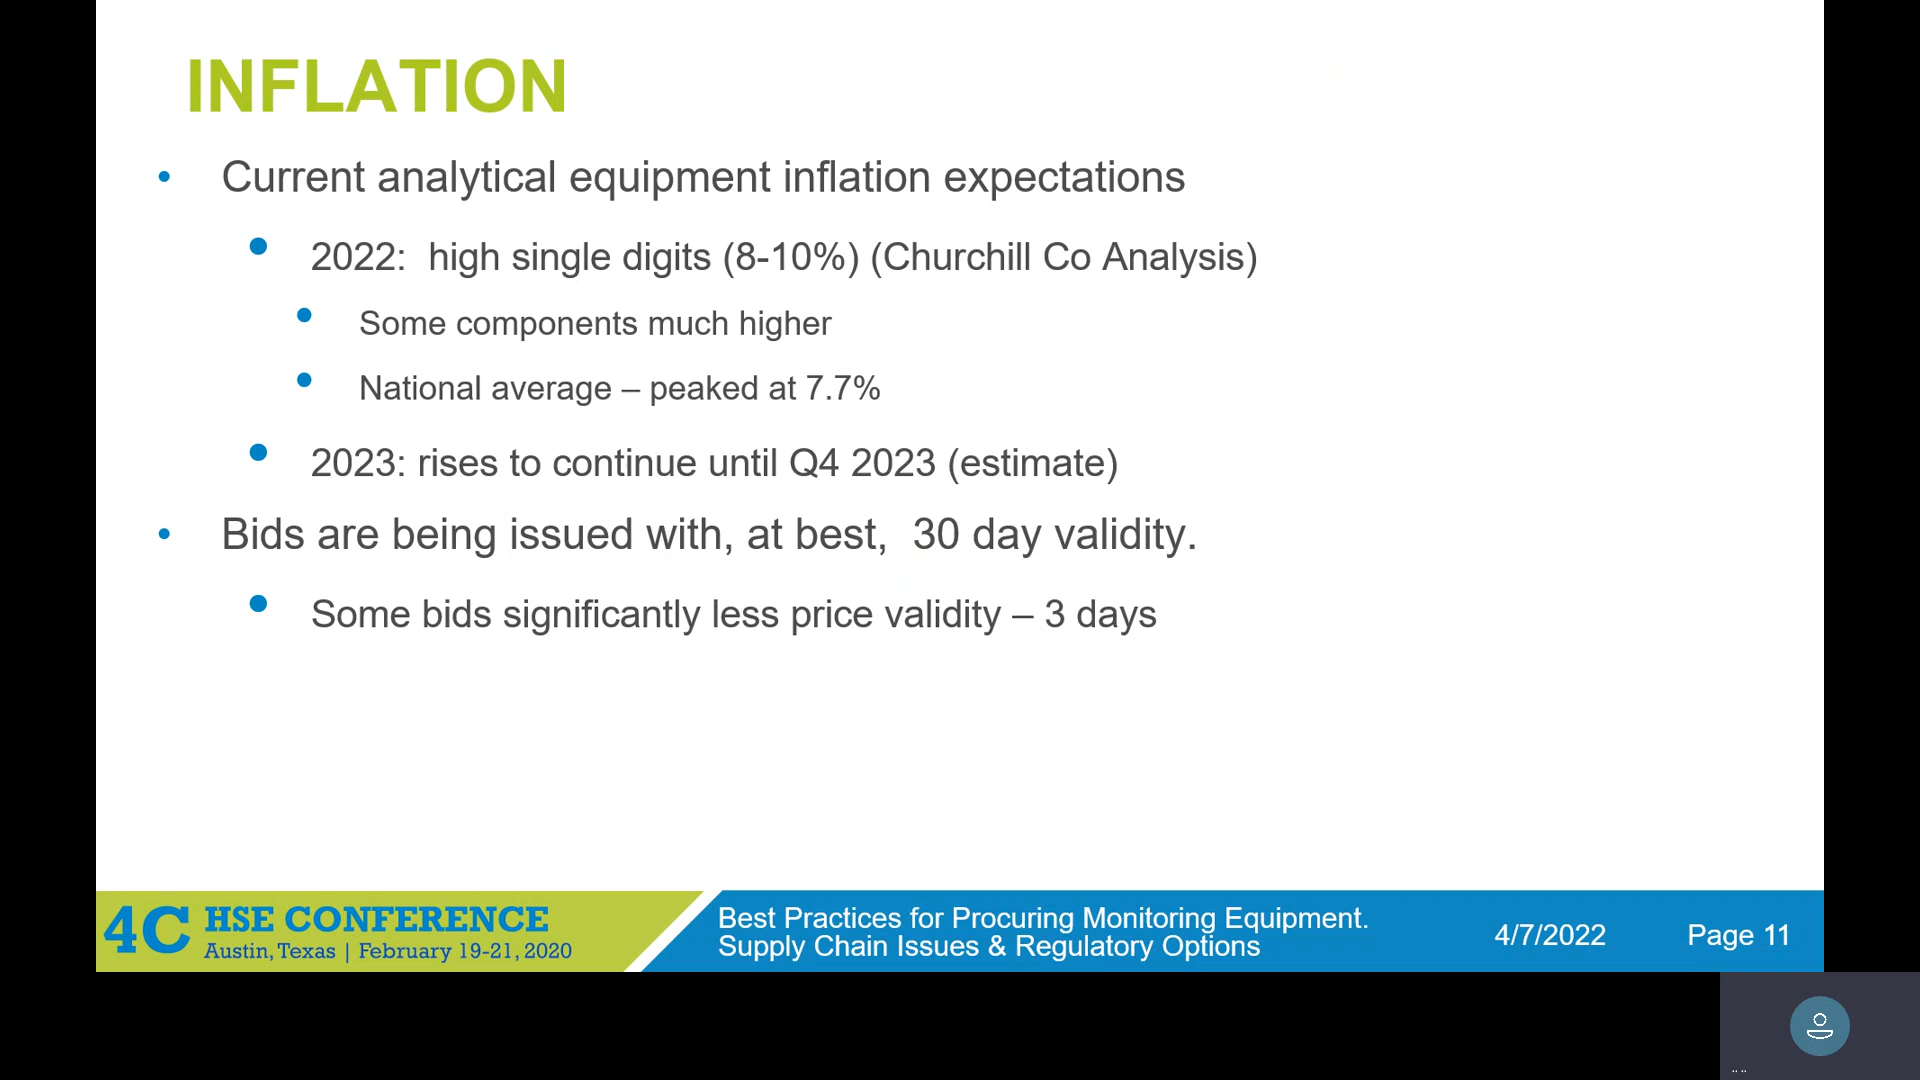 INFLATION
• Current analytical equipment inflation expectations
• 2022:  high single digits (8-10%) (Churchill Co Analysis)
• Some components much higher
• National average – peaked at 7.7%
• 2023: rises to continue until Q4 2023 (estimate)
• Bids are being issued with, at best,  30 day validity.
• Some bids significantly less price validity – 3 days
4C HSE CONFERENCE
Austin, Texas | February 19-21, 2020
Best Practices for Procuring Monitoring Equipment.
Supply Chain Issues & Regulatory Options
4/7/2022
Page 11